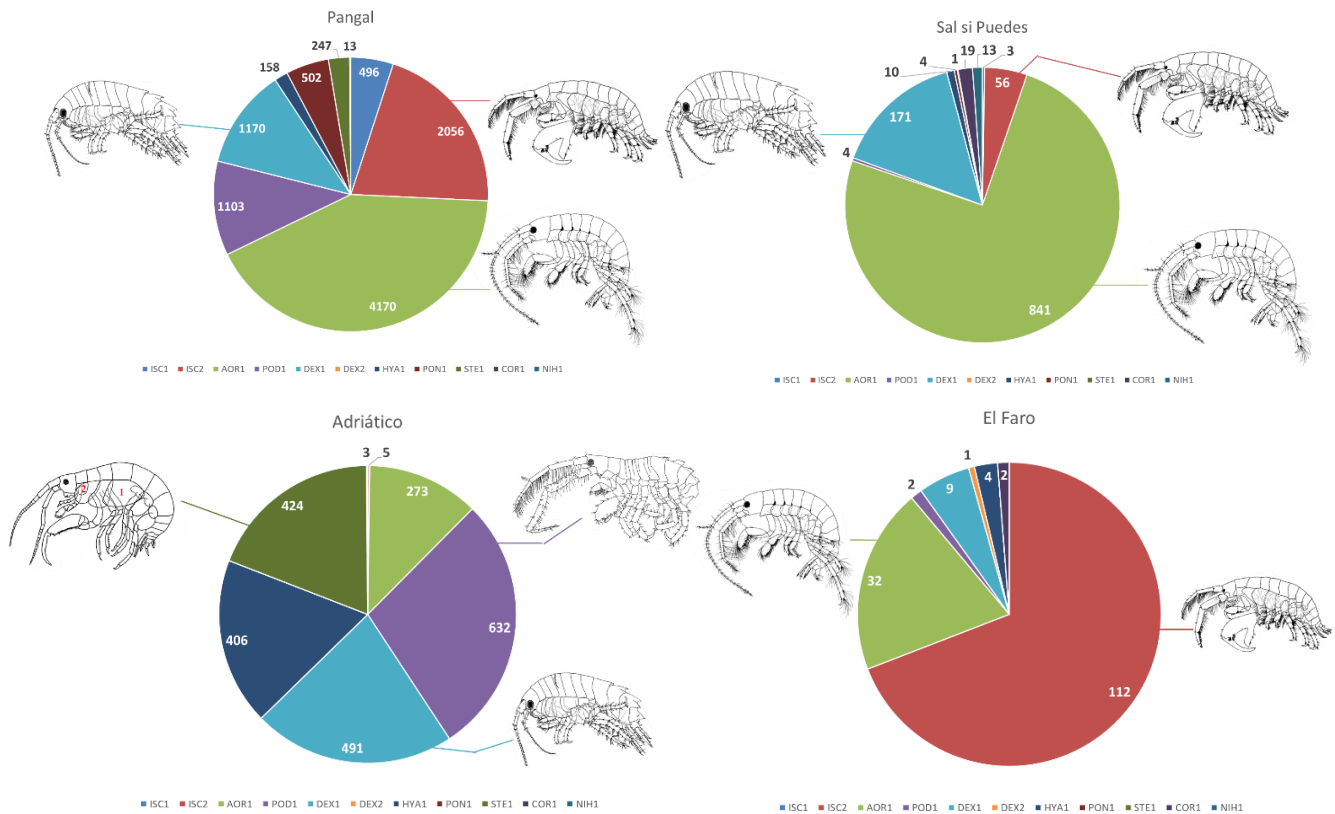 Pangal
247 13
158 502 496
2056
1170
1103
4170
ISC1 ISC2 AOR1 POD1 DEX1 DEX2 HYA1 PON1 STE1 COR1 NIH1
Sal si Puedes
4 1 19 13 3
10
56
171
4
841
ISC1 ISC2 AOR1 POD1 DEX1 DEX2 HYA1 PON1 STE1 COR1 NIH1
Adriático
3 5
273
424
2 1
632
406
491
ISC1 ISC2 AOR1 POD1 DEX1 DEX2 HYA1 PON1 STE1 COR1 NIH1
El Faro
1
2 9 4 2
32
112
ISC1 ISC2 AOR1 POD1 DEX1 DEX2 HYA1 PON1 STE1 COR1 NIH1